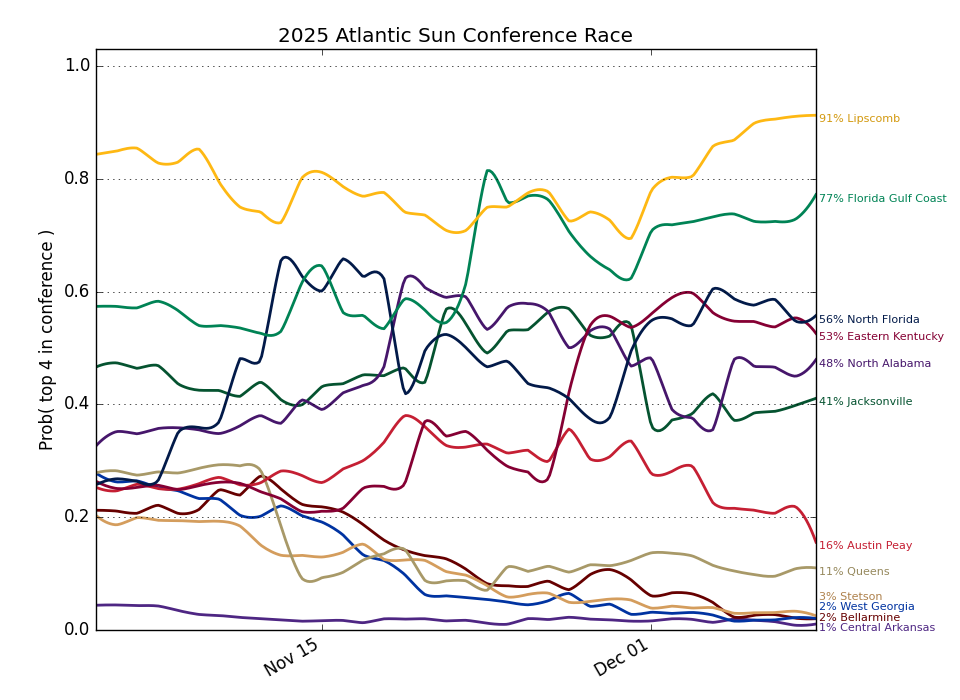 2025 Atlantic Sun Conference Race
Prob( top 4 in conference )
1.0
0.8
0.6
0.4
0.2
0.0
Nov 15
Dec 01
91% Lipscomb
77% Florida Gulf Coast
56% North Florida
53% Eastern Kentucky
48% North Alabama
41% Jacksonville
16% Austin Peay
11% Queens
3% Stetson
2% West Georgia
2% Bellarmine
1% Central Arkansas